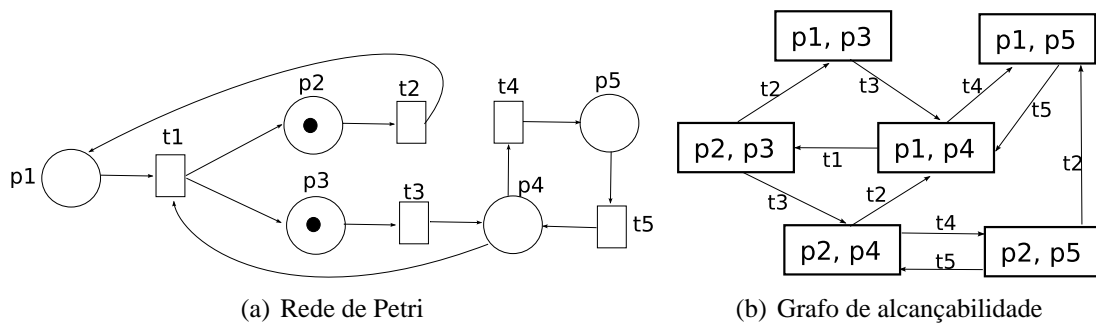 p1
t1
p2
t2
p3
t3
t4
p5
p4
t5
(a) Rede de Petri
p1, p3
p1, p5
t2
t3
t4
t5
p2, p3
t1
p1, p4
t2
t3
t2
p2, p4
t4
t5
p2, p5
(b) Grafo de alcançabilidade